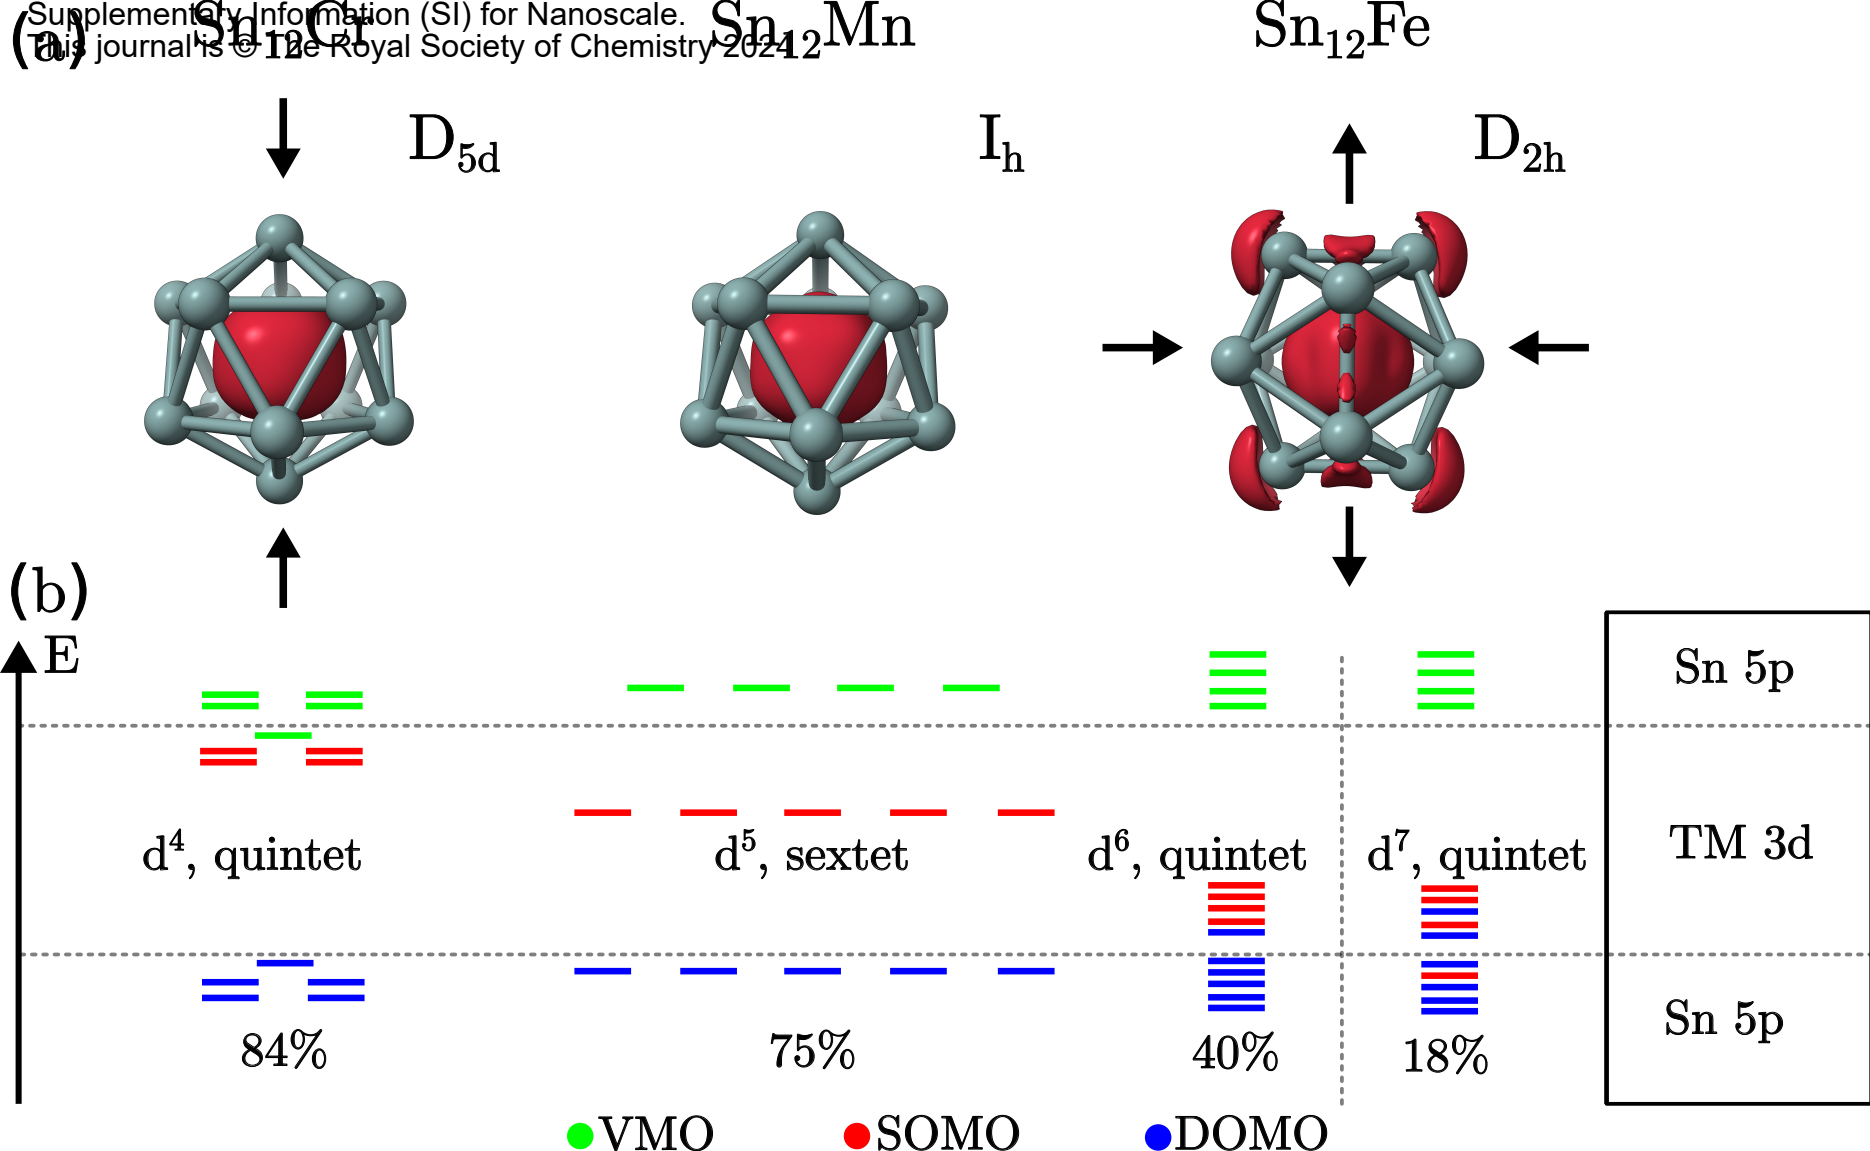 Supplementary Information (SI) for Nanoscale.
This journal is © The Royal Society of Chemistry 2024
(a) Sn₁₂Cr Sn₁₂Mn Sn₁₂Fe
D₅d Iₕ D₂ₕ
(b)
E
Sn 5p
d⁴, quintet d⁵, sextet d⁶, quintet d⁷, quintet TM 3d
Sn 5p
84% 75% 40% 18%
VMO SOMO DOMO